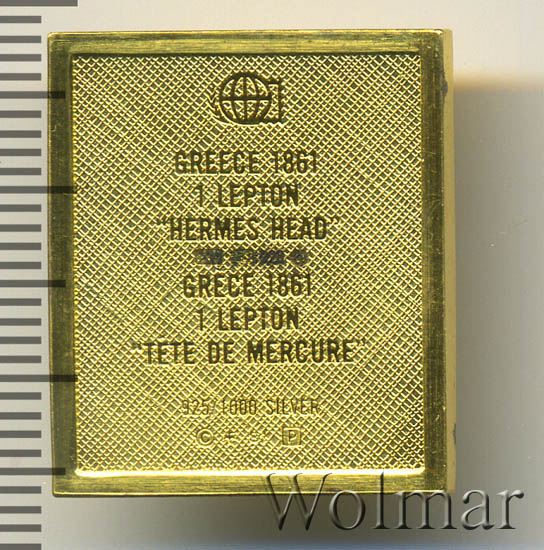 GREECE 1861
1 LEPTON
"HERMES HEAD"
GRECE 1861
1 LEPTON
"TETE DE MERCURE"
925/1000 SILVER
© P
Wolmar